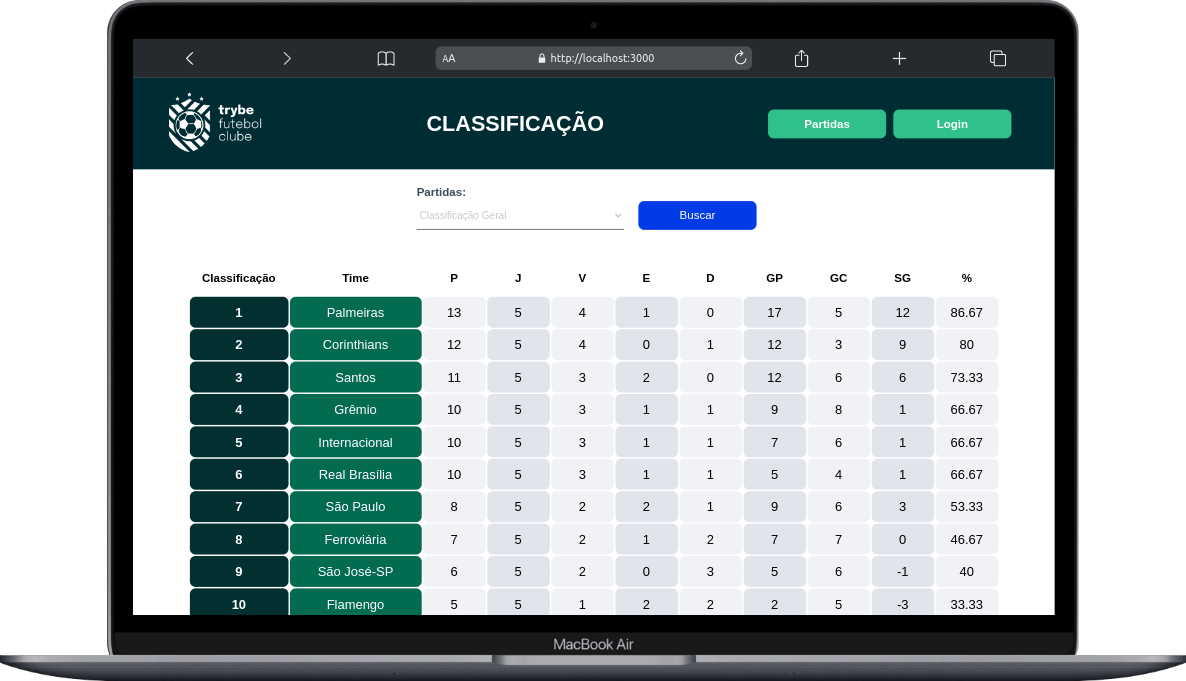 AA http://localhost:3000
trybe
futebol
clube
CLASSIFICAÇÃO
Partidas Login
Partidas:
Classificação Geral Buscar
Classificação Time P J V E D GP GC SG %
1 Palmeiras 13 5 4 1 0 17 5 12 86.67
2 Corinthians 12 5 4 0 1 12 3 9 80
3 Santos 11 5 3 2 0 12 6 6 73.33
4 Grêmio 10 5 3 1 1 9 8 1 66.67
5 Internacional 10 5 3 1 1 7 6 1 66.67
6 Real Brasília 10 5 3 1 1 5 4 1 66.67
7 São Paulo 8 5 2 2 1 9 6 3 53.33
8 Ferroviária 7 5 2 1 2 7 7 0 46.67
9 São José-SP 6 5 2 0 3 5 6 -1 40
10 Flamengo 5 5 1 2 2 2 5 -3 33.33
MacBook Air